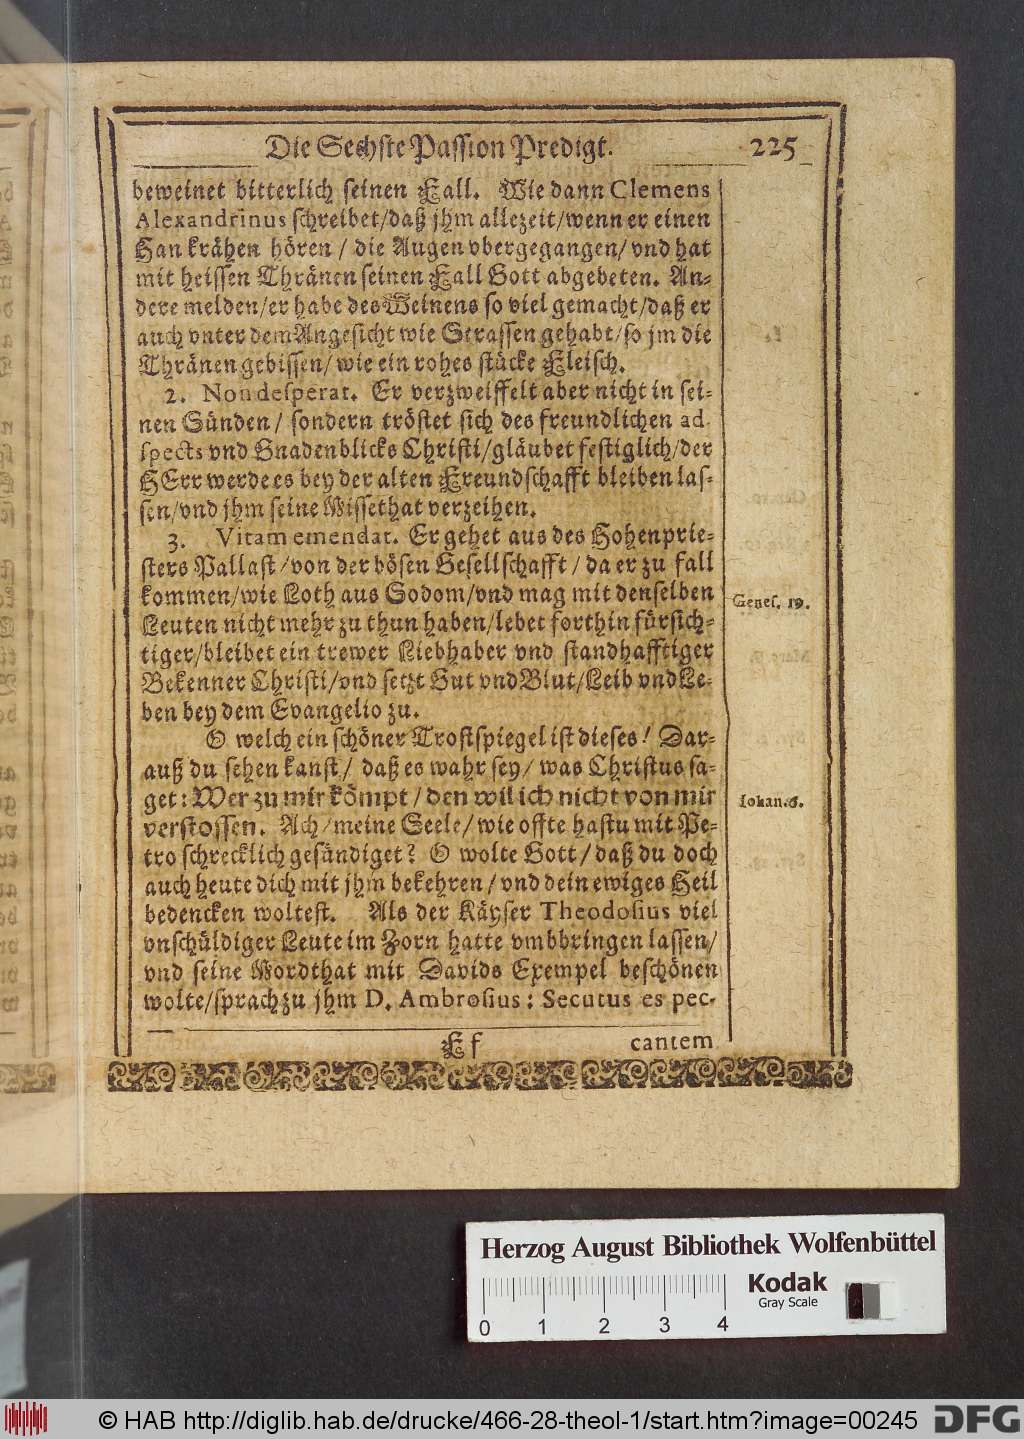 Die Sechste Passion Predigt. 225
beweinet bitterlich seinen Fall. Wie dann Clemens
Alexandrinus schreibet/daß jhm allezeit/wenn er einen
Han krähen hören / die Augen vbergegangen/ vnd hat
mit heissen Thränen seinen Fall Gott abgebeten. An-
dere melden/er habe des Weinens so viel gemacht/daß er
auch vnter dem Angesicht wie Strassen gehabt/so jm die
Thränen gebissen/ wie ein rohes stücke Fleisch.
2. Non desperat. Er verzweiffelt aber nicht in sei-
nen Sünden/ sondern tröstet sich des freundlichen ad-
spects vnd Gnadenblicks Christi/gläubet festiglich/der
HErr werde es bey der alten Freundschafft bleiben las-
sen/vnd jhm seine Missethat verzeihen.
3. Vitam emendat. Er gehet aus des Hohenprie-
sters Pallast/von der bösen Gesellschafft/ da er zu fall
kommen/wie Loth aus Sodom/vnd mag mit denselben
Leuten nicht mehr zu thun haben/lebet forthin fürsich-
tiger/bleibet ein trewer Liebhaber vnd standhafftiger
Bekenner Christi/vnd setzt Gut vnd Blut/Leib vnd Le-
ben bey dem Evangelio zu.
Genes. 19.
O welch ein schöner Trostspiegel ist dieses! Dar-
auß du sehen kanst/ daß es wahr sey/ was Christus sa-
get: Wer zu mir kömpt/den wil ich nicht von mir
verstossen. Ach/meine Seele/wie offte hastu mit Pe-
tro schrecklich gesündiget? O wolte Gott/daß du doch
auch heute dich mit jhm bekehren/vnd dein ewiges Heil
bedencken woltest. Als der Käyser Theodosius viel
vnschüldiger Leute im Zorn hatte vmbbringen lassen/
vnd seine Mordthat mit Davids Exempel beschönen
wolte/sprach zu jhm D. Ambrosius: Secutus es pec-
Iohan. 6.
Ff cantem
Herzog August Bibliothek Wolfenbüttel
0 1 2 3 4
Kodak
Gray Scale
© HAB http://diglib.hab.de/drucke/466-28-theol-1/start.htm?image=00245
DFG